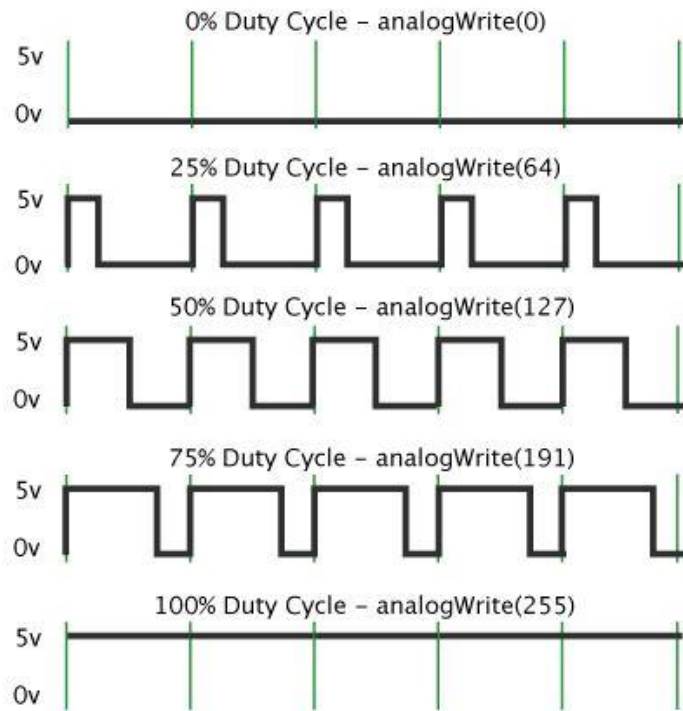 0% Duty Cycle – analogWrite(0)
5v
0v
25% Duty Cycle – analogWrite(64)
5v
0v
50% Duty Cycle – analogWrite(127)
5v
0v
75% Duty Cycle – analogWrite(191)
5v
0v
100% Duty Cycle – analogWrite(255)
5v
0v